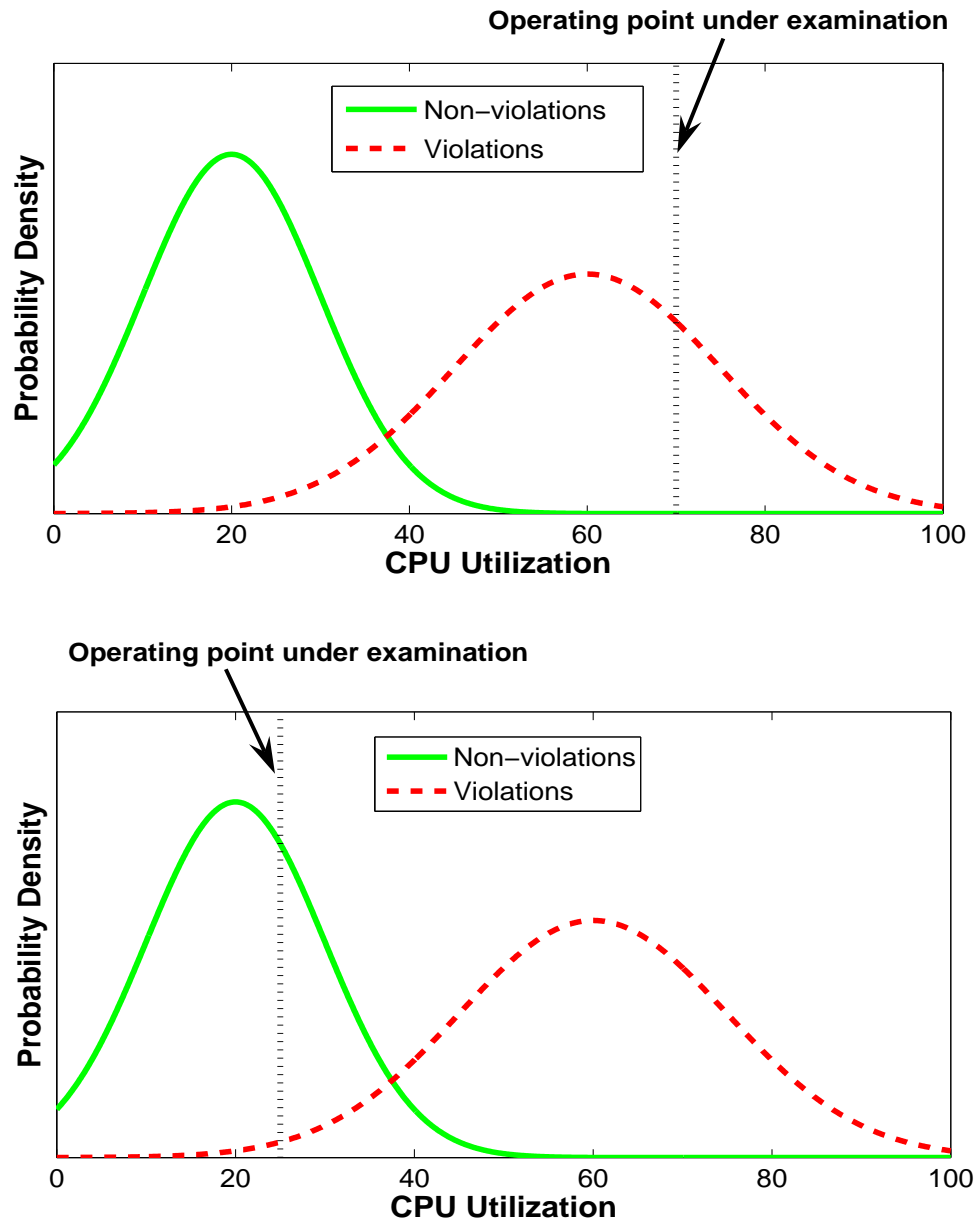 Operating point under examination
Non−violations
Violations
Probability Density
0 20 40 60 80 100
CPU Utilization
Operating point under examination
Non−violations
Violations
Probability Density
0 20 40 60 80 100
CPU Utilization